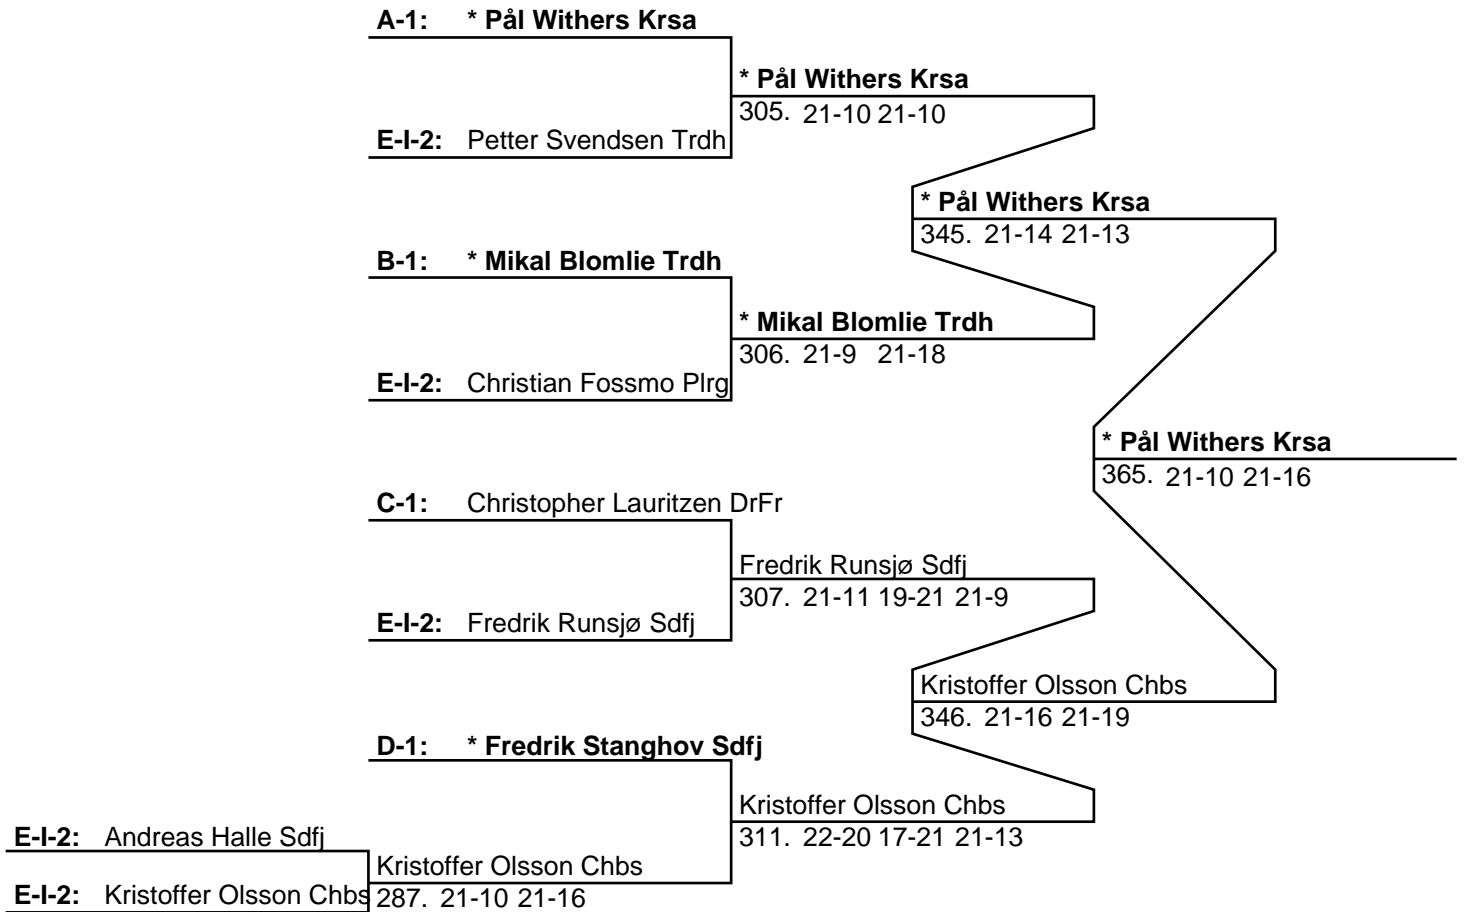 A-1: * Pål Withers Krsa
* Pål Withers Krsa
305. 21-10 21-10
E-I-2: Petter Svendsen Trdh
* Pål Withers Krsa
345. 21-14 21-13
B-1: * Mikal Blomlie Trdh
* Mikal Blomlie Trdh
306. 21-9 21-18
E-I-2: Christian Fossmo Plrg
* Pål Withers Krsa
365. 21-10 21-16
C-1: Christopher Lauritzen DrFr
Fredrik Runsjø Sdfj
307. 21-11 19-21 21-9
E-I-2: Fredrik Runsjø Sdfj
Kristoffer Olsson Chbs
346. 21-16 21-19
D-1: * Fredrik Stanghov Sdfj
Kristoffer Olsson Chbs
311. 22-20 17-21 21-13
E-I-2: Andreas Halle Sdfj
Kristoffer Olsson Chbs
E-I-2: Kristoffer Olsson Chbs
287. 21-10 21-16